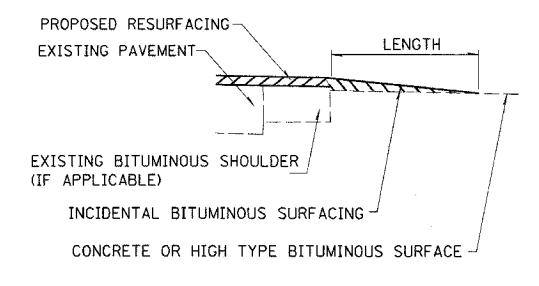 PROPOSED RESURFACING
EXISTING PAVEMENT
LENGTH
EXISTING BITUMINOUS SHOULDER
(IF APPLICABLE)
INCIDENTAL BITUMINOUS SURFACING
CONCRETE OR HIGH TYPE BITUMINOUS SURFACE